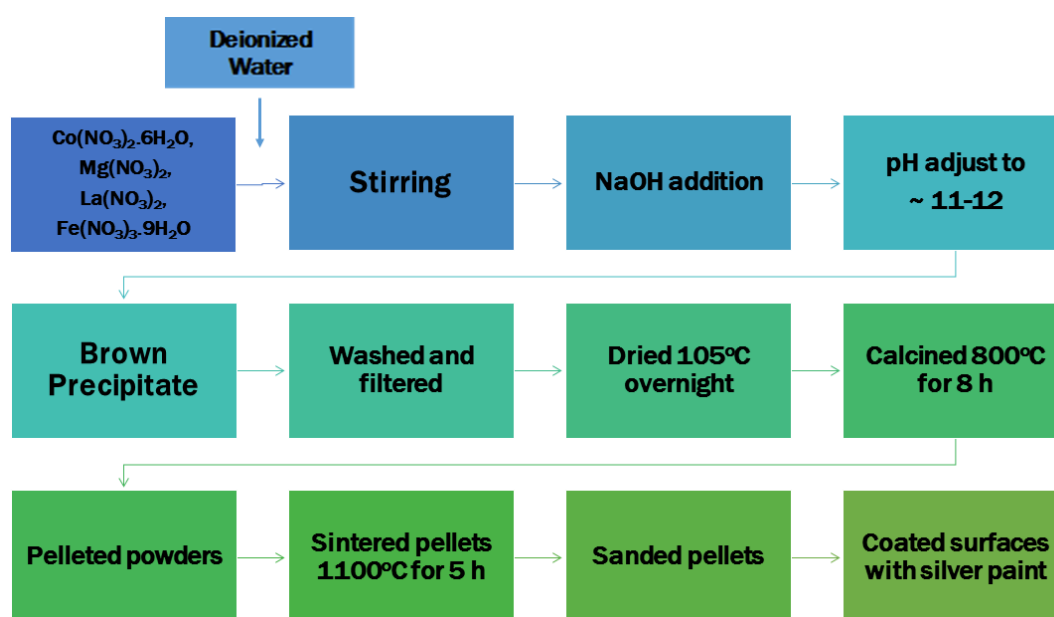 Deionized
Water
Co(NO₃)₂.6H₂O,
Mg(NO₃)₂,
La(NO₃)₂,
Fe(NO₃)₃.9H₂O
Stirring
NaOH addition
pH adjust to
~ 11-12
Brown
Precipitate
Washed and
filtered
Dried 105ºC
overnight
Calcined 800ºC
for 8 h
Pelleted powders
Sintered pellets
1100ºC for 5 h
Sanded pellets
Coated surfaces
with silver paint